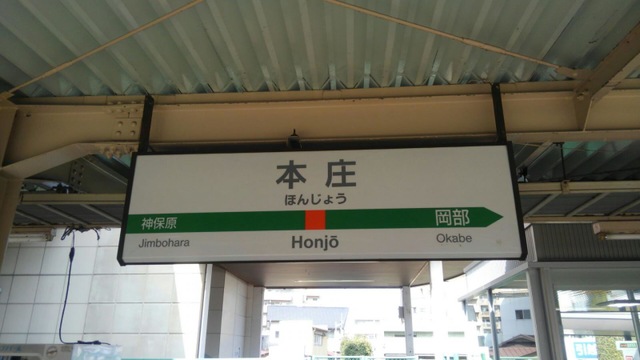 本庄
ほんじょう
神保原 岡部
Jimbohara Honjō Okabe